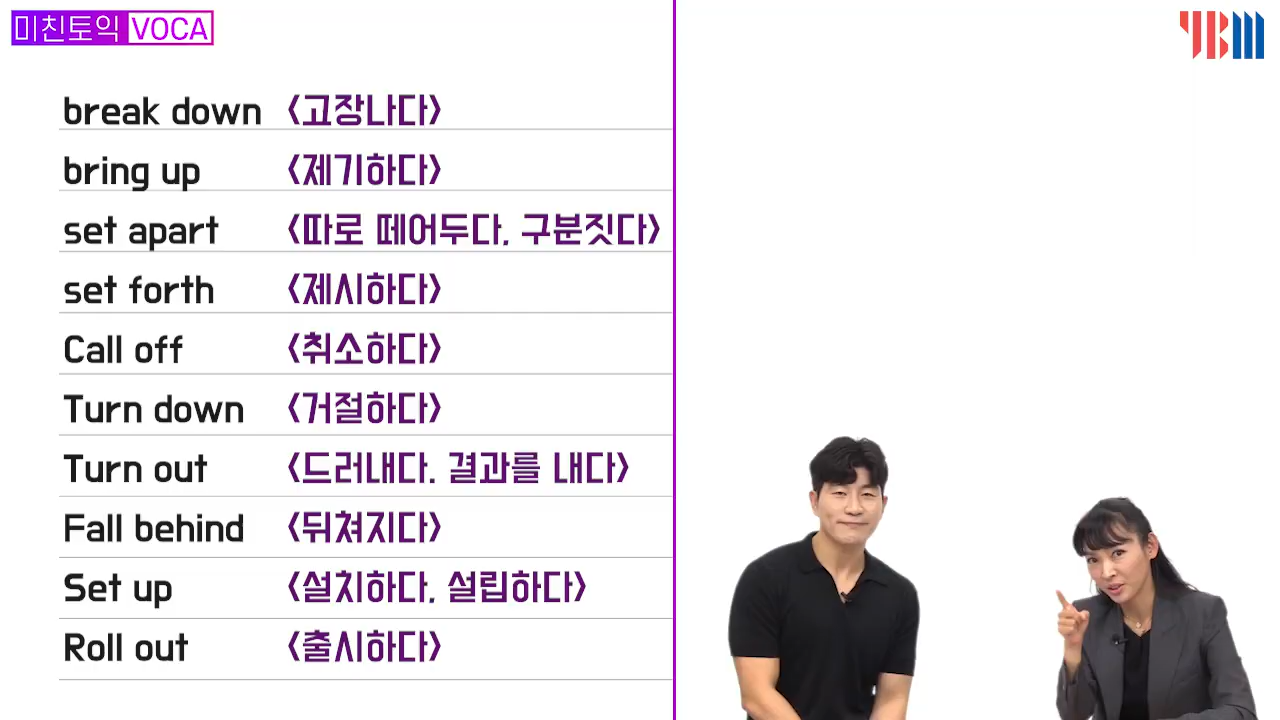 미친토익 VOCA
YBM
break down <고장나다>
bring up <제기하다>
set apart <따로 떼어두다, 구분짓다>
set forth <제시하다>
Call off <취소하다>
Turn down <거절하다>
Turn out <드러내다. 결과를 내다>
Fall behind <뒤쳐지다>
Set up <설치하다, 설립하다>
Roll out <출시하다>